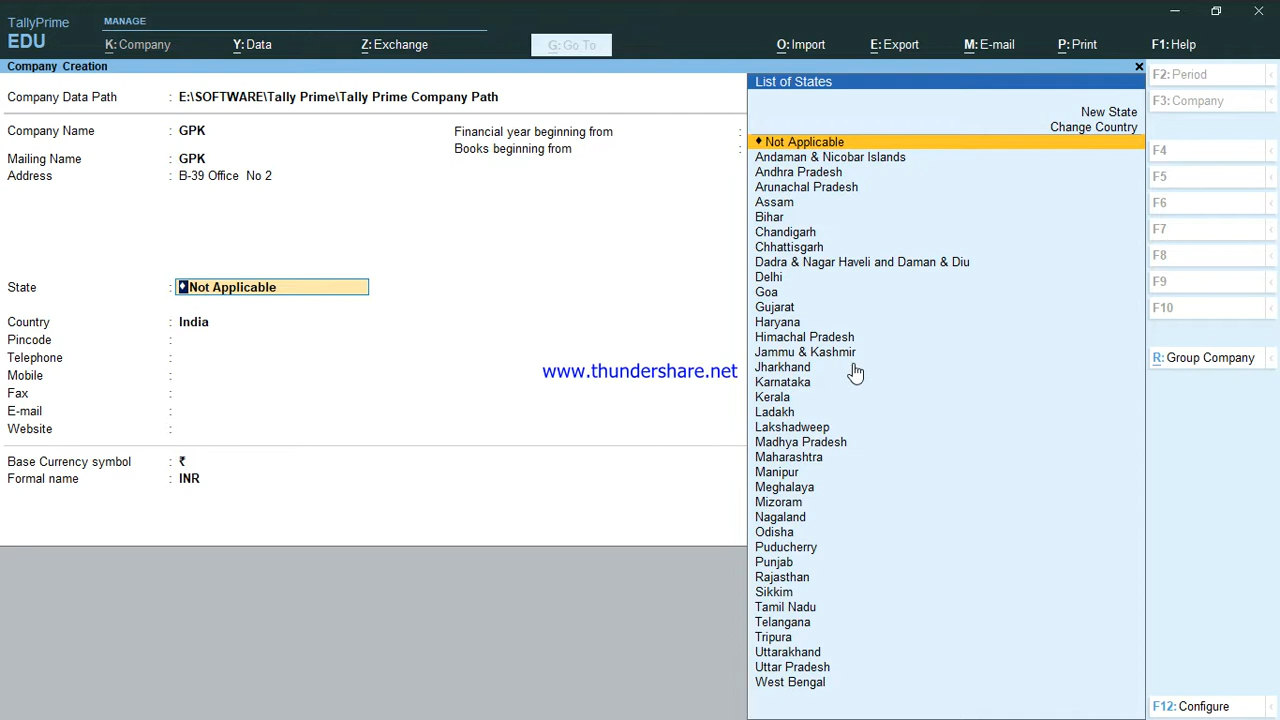 TallyPrime
EDU
MANAGE
K: Company
Y: Data
Z: Exchange
G: Go To
O: Import
E: Export
M: E-mail
P: Print
F1: Help
Company Creation
Company Data Path : E:\SOFTWARE\Tally Prime\Tally Prime Company Path
Company Name : GPK
Mailing Name : GPK
Address : B-39 Office No 2
State : ♦Not Applicable
Country : India
Pincode :
Telephone :
Mobile :
Fax :
E-mail :
Website :
Base Currency symbol : ₹
Formal name : INR
Financial year beginning from :
Books beginning from :
www.thundershare.net
List of States
New State
Change Country
♦ Not Applicable
Andaman & Nicobar Islands
Andhra Pradesh
Arunachal Pradesh
Assam
Bihar
Chandigarh
Chhattisgarh
Dadra & Nagar Haveli and Daman & Diu
Delhi
Goa
Gujarat
Haryana
Himachal Pradesh
Jammu & Kashmir
Jharkhand
Karnataka
Kerala
Ladakh
Lakshadweep
Madhya Pradesh
Maharashtra
Manipur
Meghalaya
Mizoram
Nagaland
Odisha
Puducherry
Punjab
Rajasthan
Sikkim
Tamil Nadu
Telangana
Tripura
Uttarakhand
Uttar Pradesh
West Bengal
F2: Period
F3: Company
F4
F5
F6
F7
F8
F9
F10
R: Group Company
F12: Configure